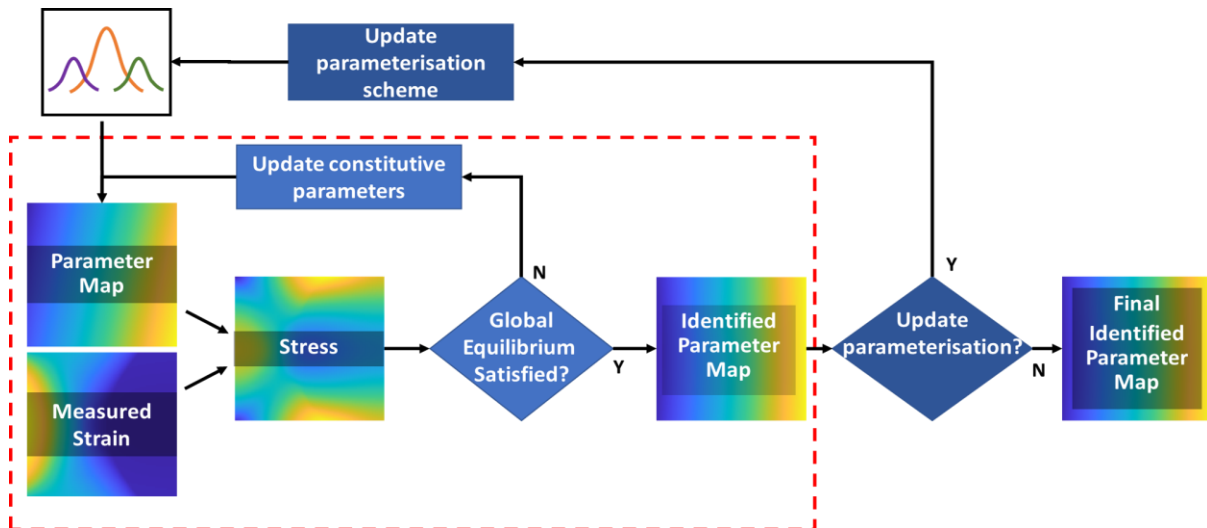 Update
parameterisation
scheme
Update constitutive
parameters
Parameter
Map
Measured
Strain
Stress
Global
Equilibrium
Satisfied?
N
Y
Identified
Parameter
Map
Update
parameterisation?
Y
N
Final
Identified
Parameter
Map